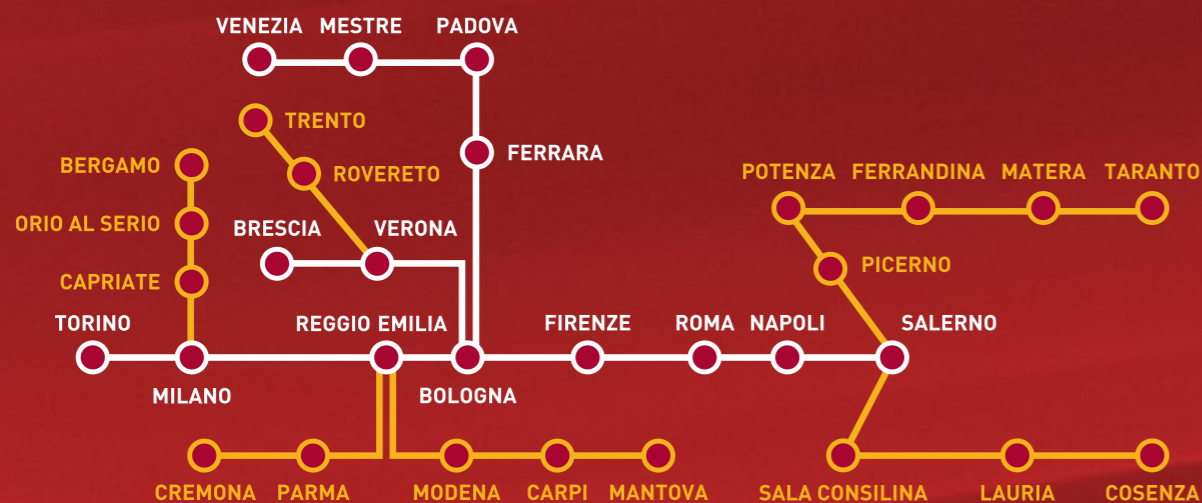 VENEZIA MESTRE PADOVA
TRENTO
FERRARA
BERGAMO
ROVERETO
POTENZA FERRANDINA MATERA TARANTO
ORIO AL SERIO
BRESCIA VERONA
PICERNO
CAPRIATE
TORINO REGGIO EMILIA FIRENZE ROMA NAPOLI SALERNO
MILANO BOLOGNA
CREMONA PARMA MODENA CARPI MANTOVA SALA CONSILINA LAURIA COSENZA